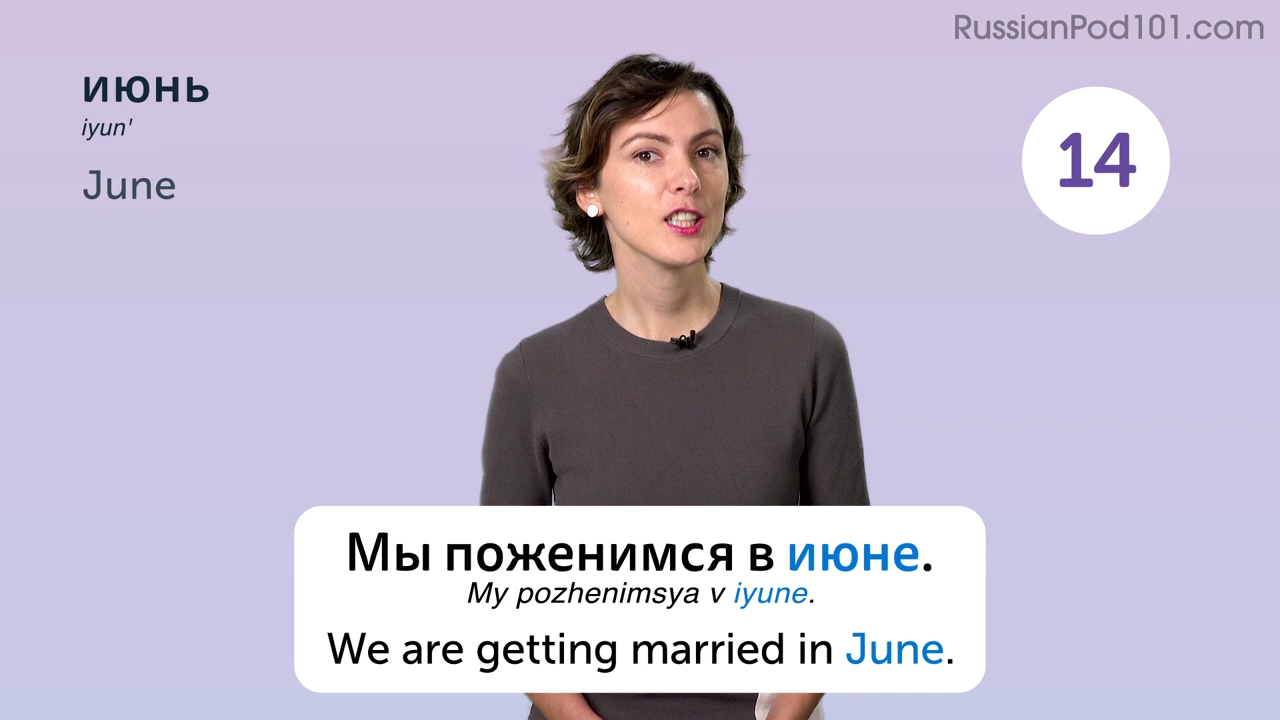 RussianPod101.com
июнь
iyun'
June
14
Мы поженимся в июне.
My pozhenimsya v iyune.
We are getting married in June.